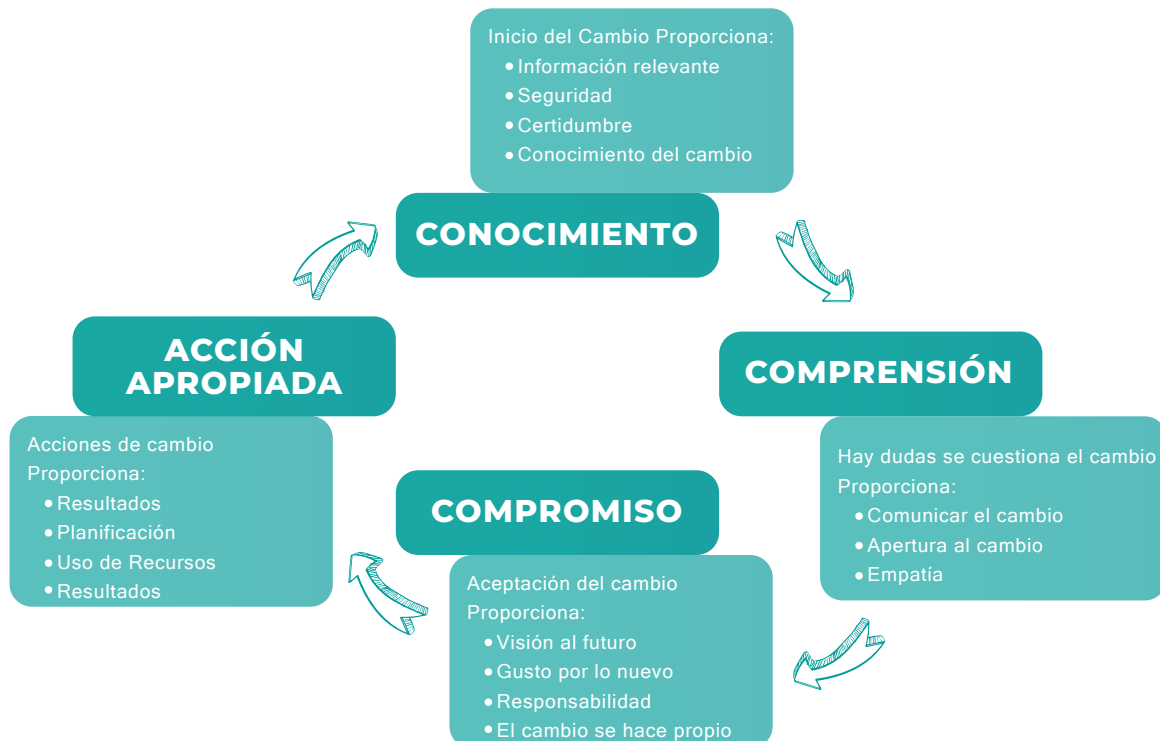 Inicio del Cambio Proporciona:
Información relevante
Seguridad
Certidumbre
Conocimiento del cambio
CONOCIMIENTO
COMPRENSIÓN
Hay dudas se cuestiona el cambio
Proporciona:
Comunicar el cambio
Apertura al cambio
Empatía
COMPROMISO
Aceptación del cambio
Proporciona:
Visión al futuro
Gusto por lo nuevo
Responsabilidad
El cambio se hace propio
ACCIÓN
APROPIADA
Acciones de cambio
Proporciona:
Resultados
Planificación
Uso de Recursos
Resultados